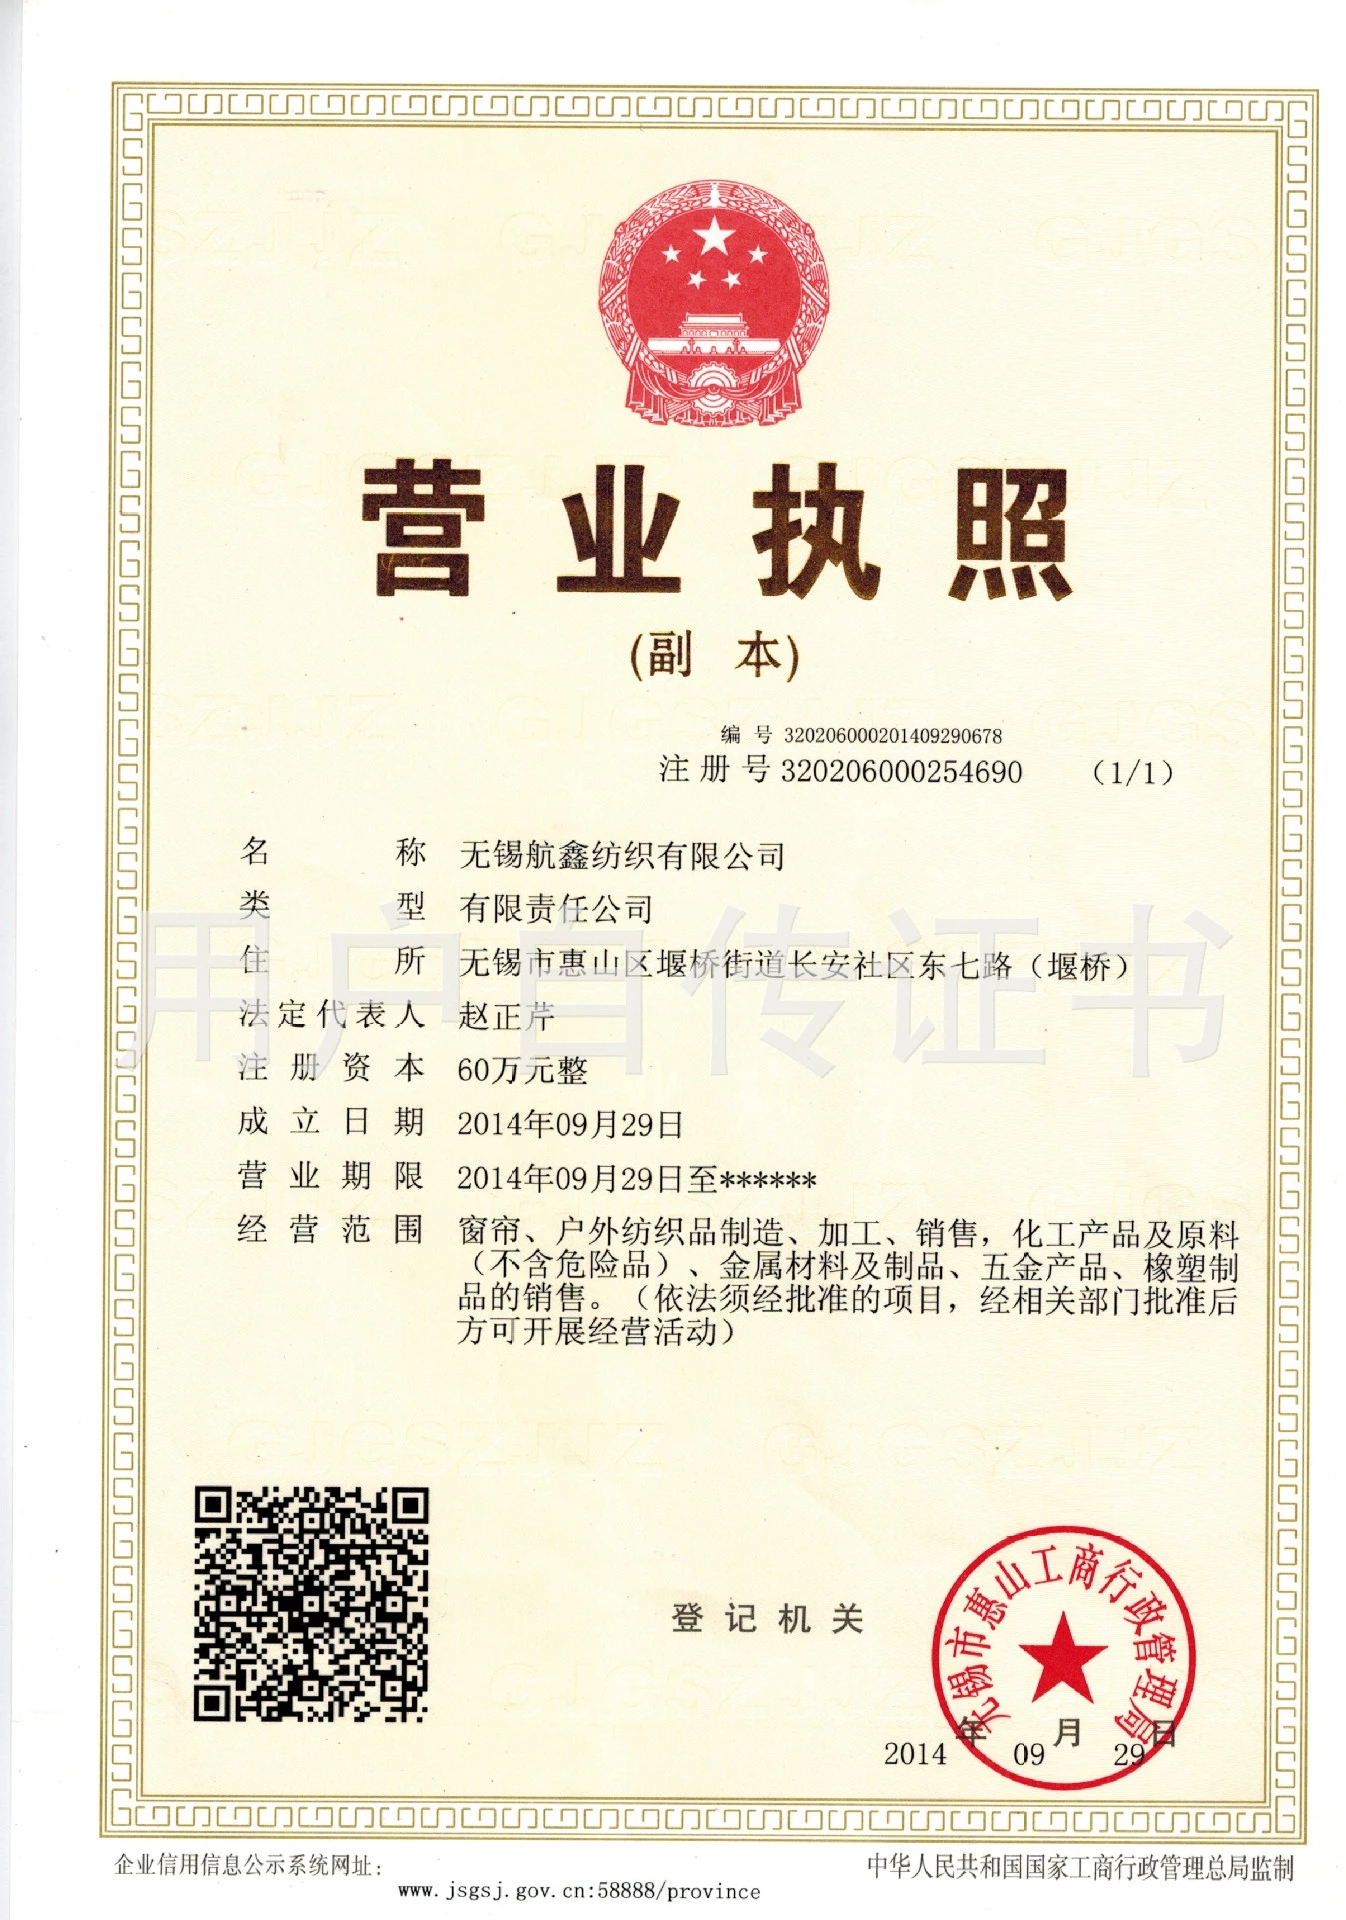 营业执照
(副 本)
编 号 320206000201409290678
注 册 号 320206000254690 (1/1)
名 称 无锡航鑫纺织有限公司
类 型 有限责任公司
住 所 无锡市惠山区堰桥街道长安社区东七路（堰桥）
法定代表人 赵正芹
注 册 资 本 60万元整
成 立 日 期 2014年09月29日
营 业 期 限 2014年09月29日至******
经 营 范 围 窗帘、户外纺织品制造、加工、销售，化工产品及原料
（不含危险品）、金属材料及制品、五金产品、橡塑制
品的销售。（依法须经批准的项目，经相关部门批准后
方可开展经营活动）
用户自传证书
登 记 机 关
无锡市惠山工商行政管理局
2014 年 09 月 29 日
企业信用信息公示系统网址：
www.jsgsj.gov.cn:58888/province
中华人民共和国国家工商行政管理总局监制